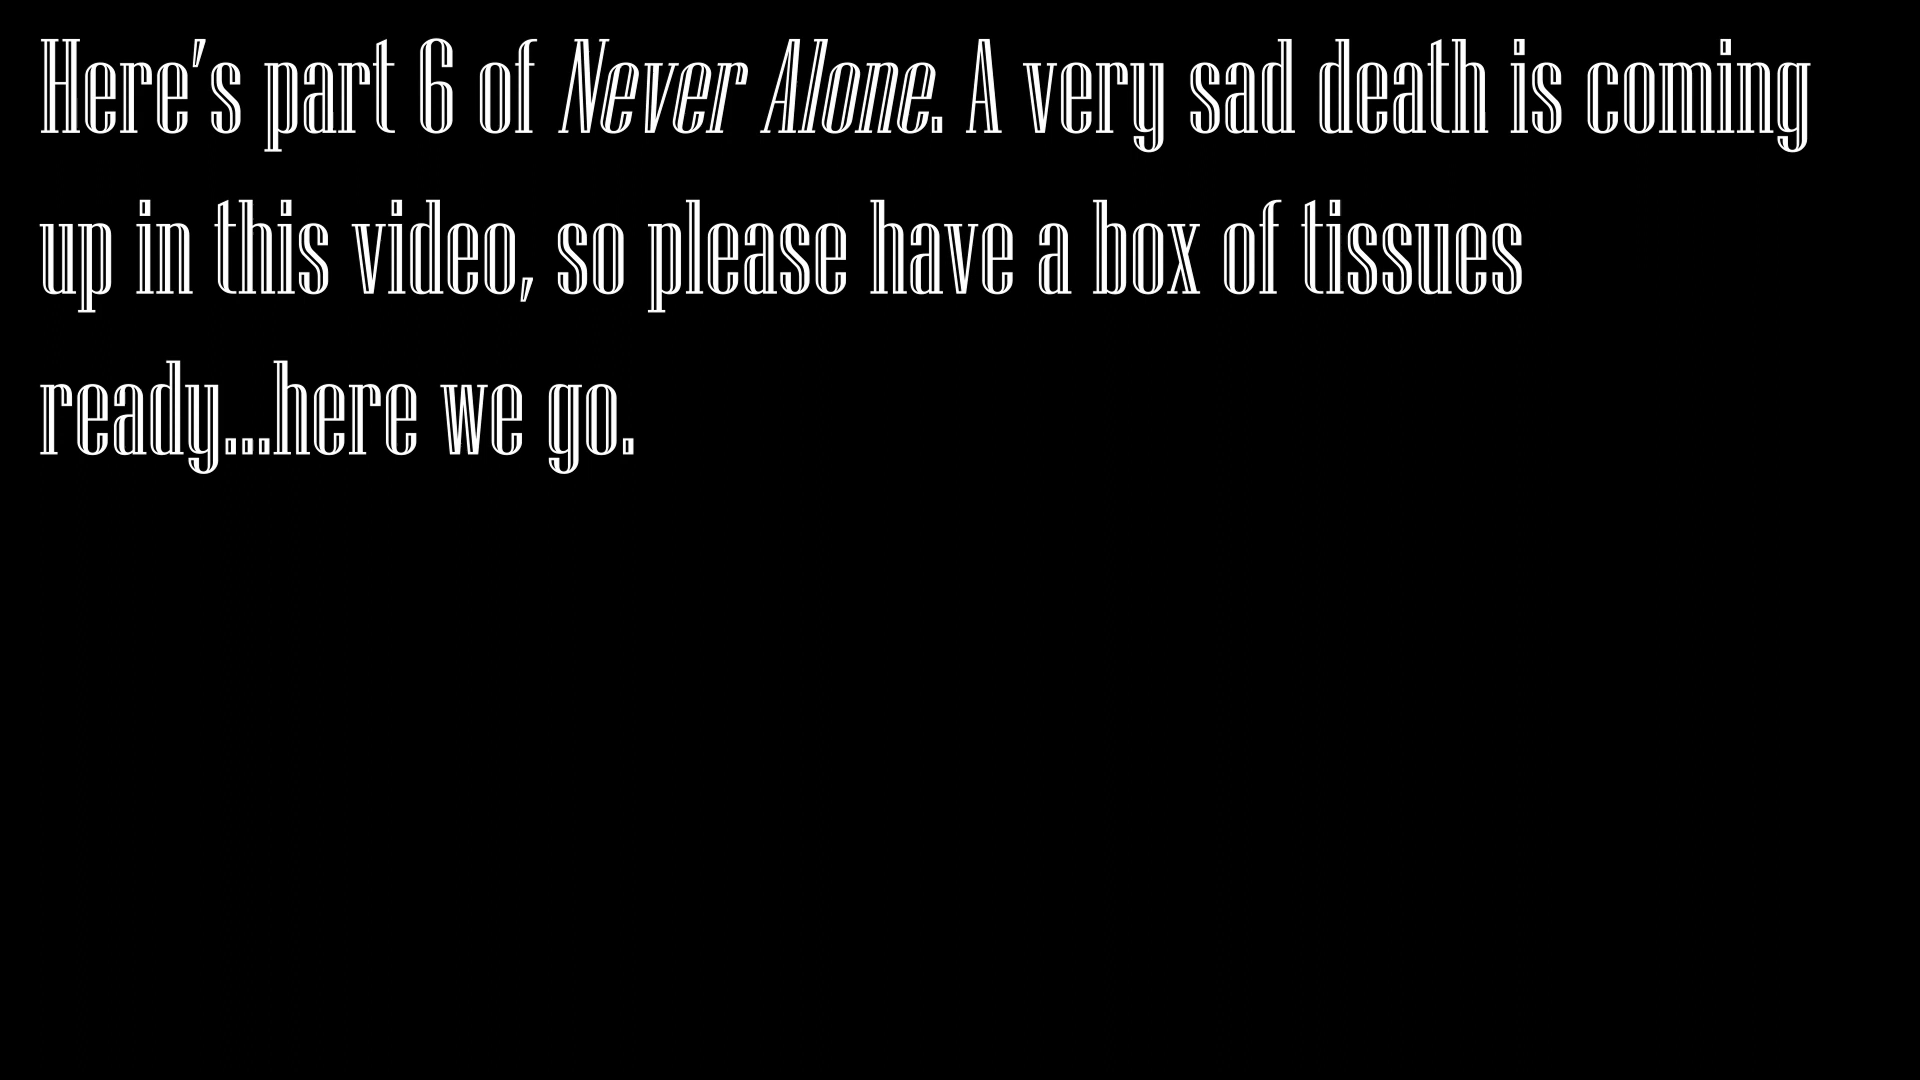 Here's part 6 of Never Alone. A very sad death is coming
up in this video, so please have a box of tissues
ready...here we go.